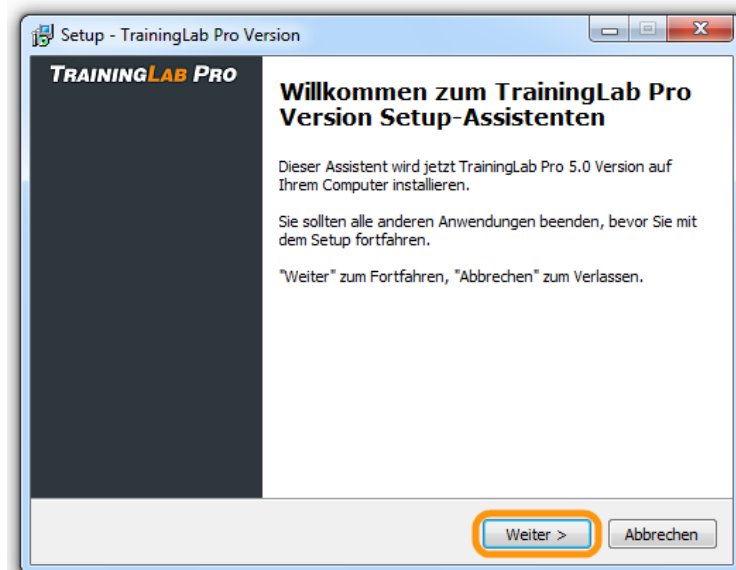 Setup - TrainingLab Pro Version
TRAININGLAB PRO
Willkommen zum TrainingLab Pro
Version Setup-Assistenten
Dieser Assistent wird jetzt TrainingLab Pro 5.0 Version auf
Ihrem Computer installieren.
Sie sollten alle anderen Anwendungen beenden, bevor Sie mit
dem Setup fortfahren.
"Weiter" zum Fortfahren, "Abbrechen" zum Verlassen.
Weiter > Abbrechen